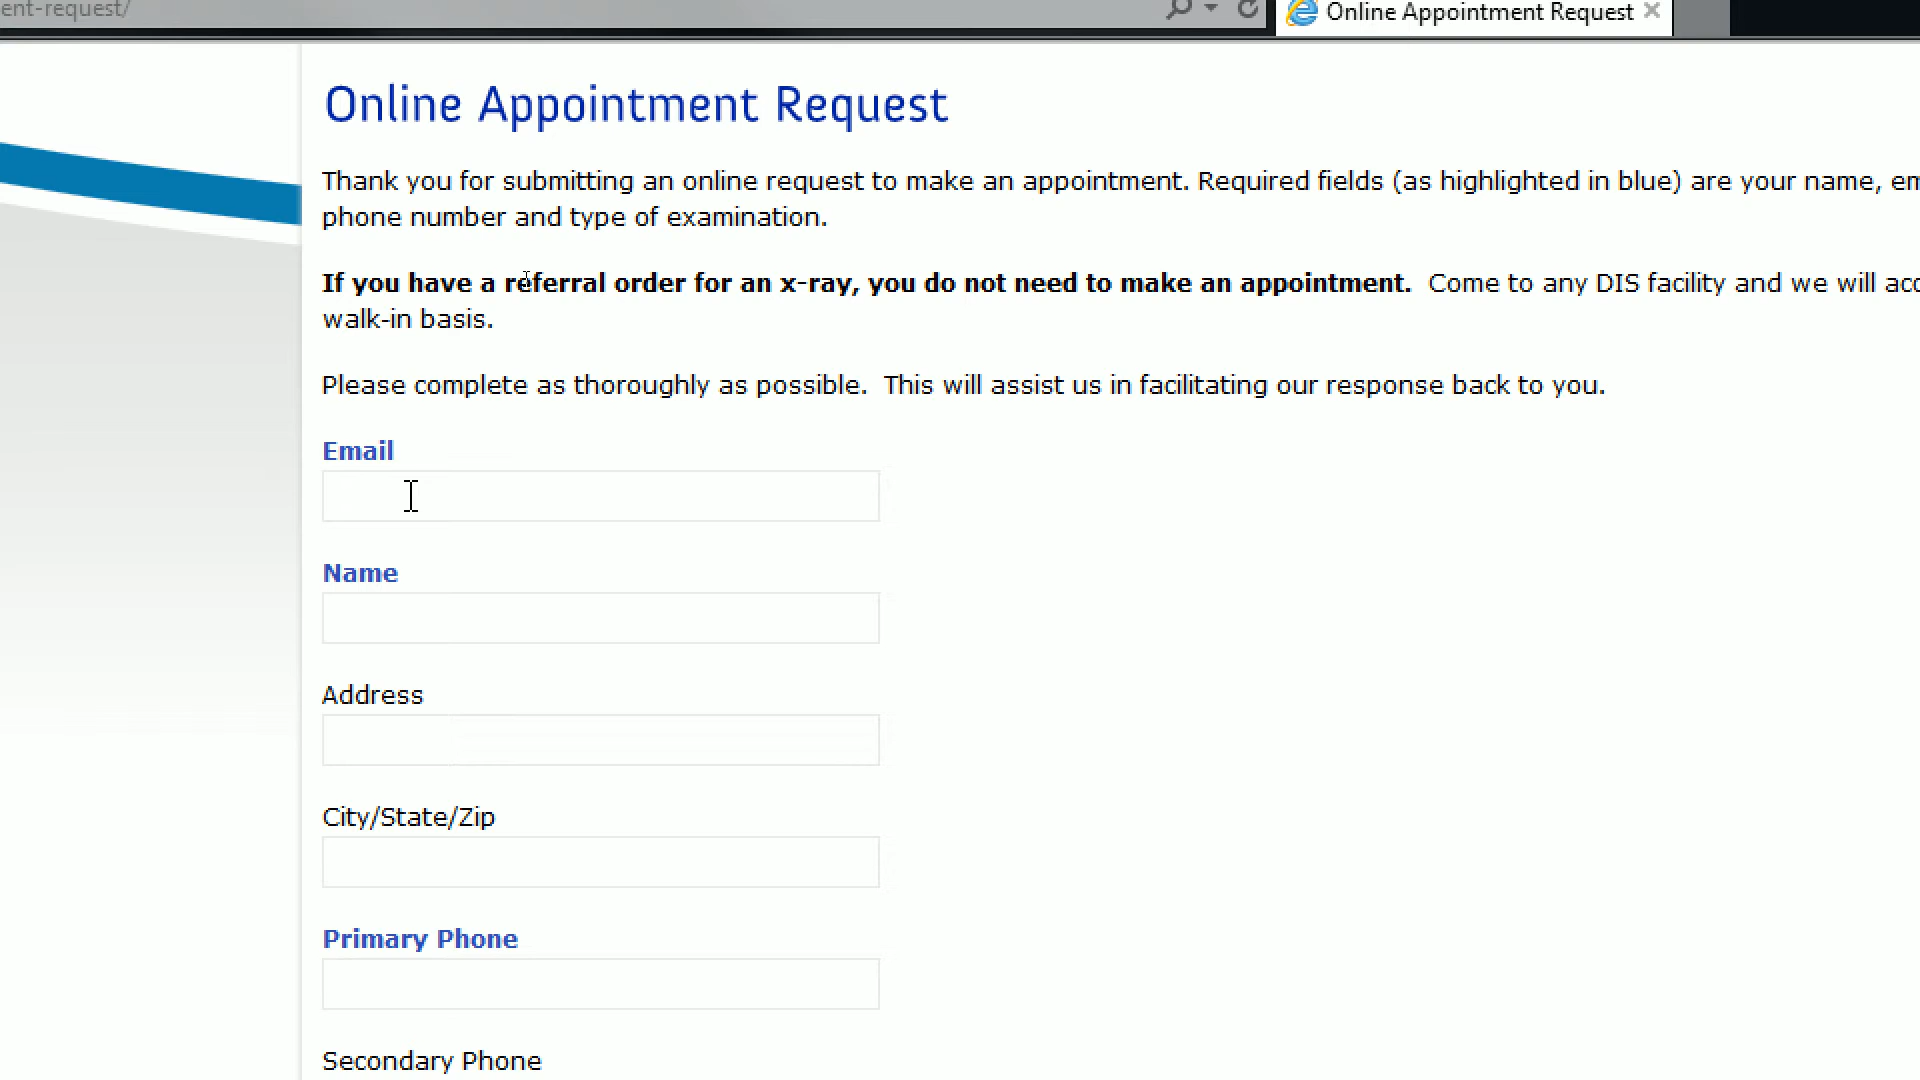 ent-request/
Online Appointment Request
Online Appointment Request
Thank you for submitting an online request to make an appointment. Required fields (as highlighted in blue) are your name,
phone number and type of examination.
If you have a referral order for an x-ray, you do not need to make an appointment. Come to any DIS facility and we will
walk-in basis.
Please complete as thoroughly as possible. This will assist us in facilitating our response back to you.
Email
Name
Address
City/State/Zip
Primary Phone
Secondary Phone